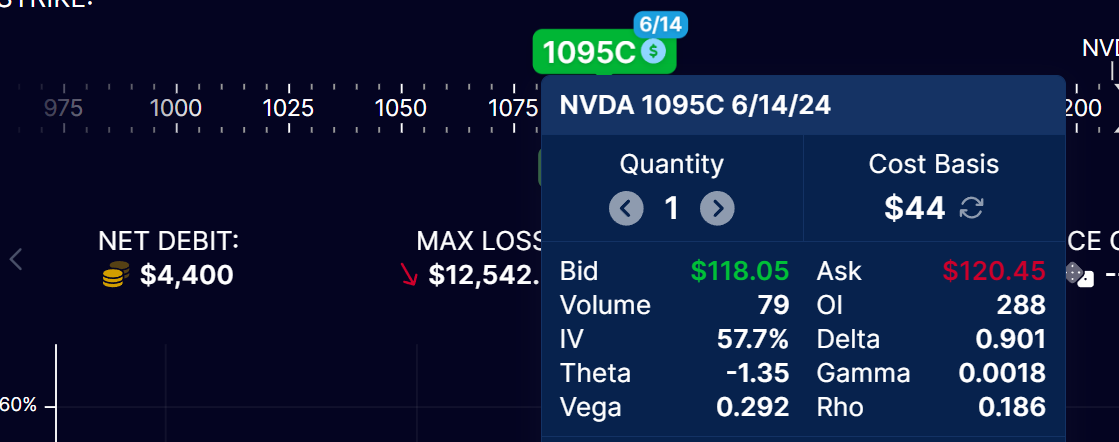 STRIKE:
6/14
1095C $
NVD
975 1000 1025 1050 1075 200
NVDA 1095C 6/14/24
Quantity Cost Basis
1 $44
NET DEBIT: MAX LOSS CE
$4,400 $12,542. --
Bid $118.05 Ask $120.45
Volume 79 OI 288
IV 57.7% Delta 0.901
Theta -1.35 Gamma 0.0018
Vega 0.292 Rho 0.186
60%